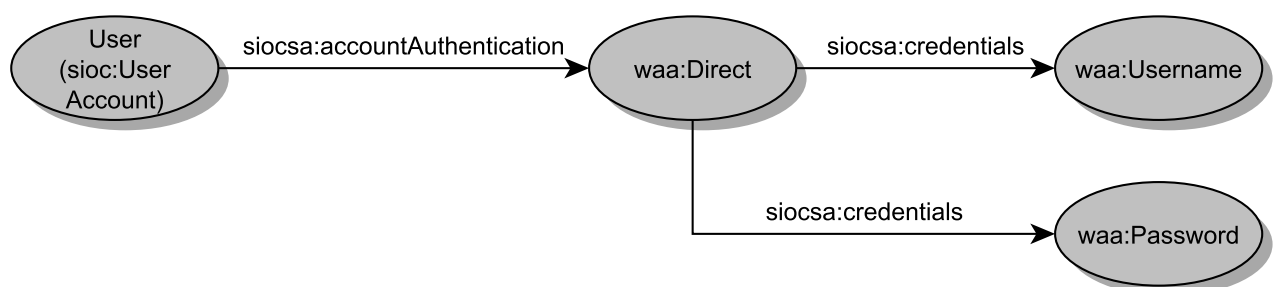 User
(sioc:User
Account)
siocsa:accountAuthentication
waa:Direct
siocsa:credentials
waa:Username
siocsa:credentials
waa:Password